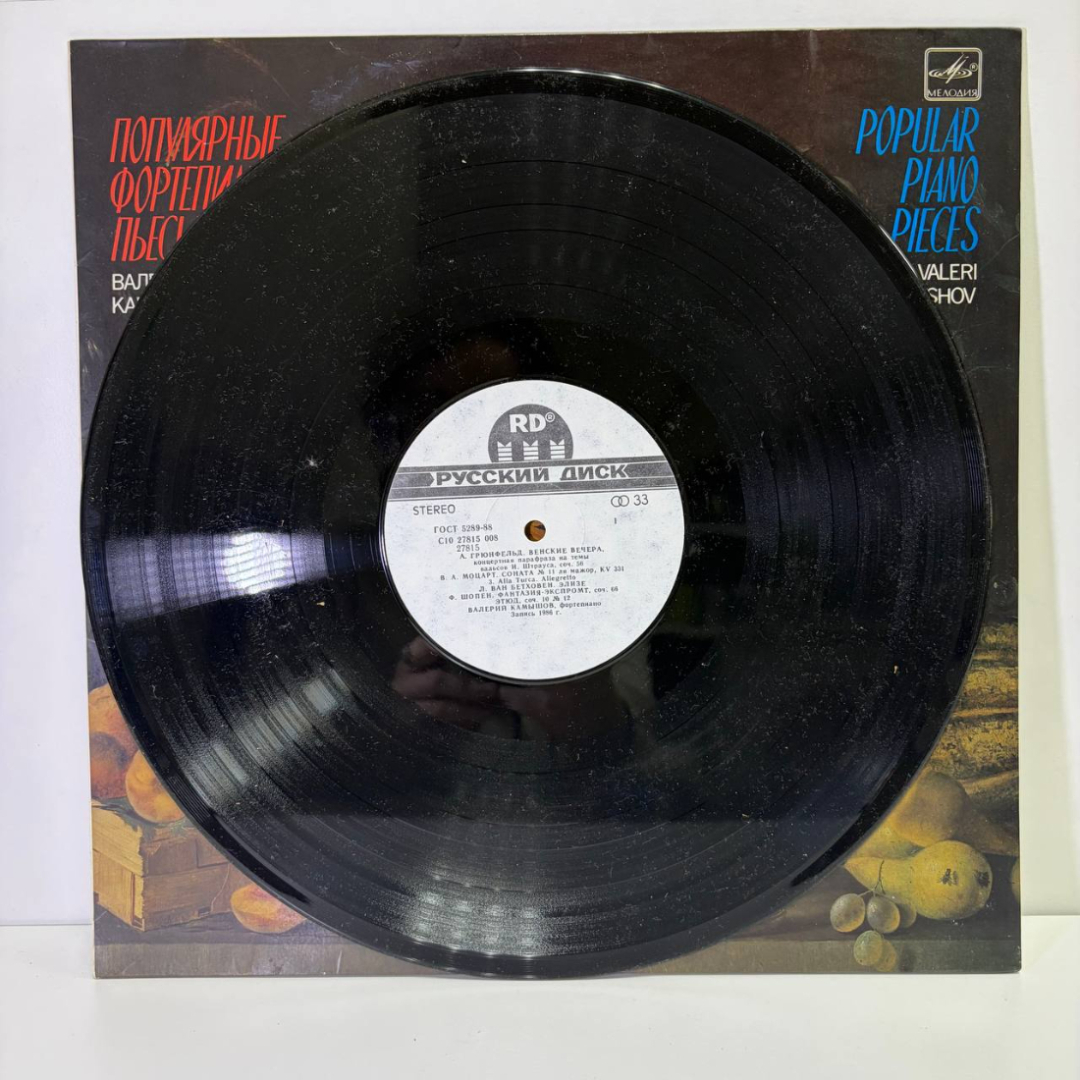 МЕЛОДИЯ
ПОПУЛЯРНЫЕ
ФОРТЕПИ
ПЬЕС
ВАЛЕ
КА
POPULAR
PIANO
PIECES
VALERI
SHOV
RD®
РУССКИЙ ДИСК
STEREO
33
ГОСТ 5289-88
1
С10 27815 008
27815
А. ГРЮНФЕЛЬД. ВЕНСКИЕ ВЕЧЕРА,
концертная парафраза на темы
вальсов И. Штрауса, соч. 56
В. А. МОЦАРТ. СОНАТА № 11 ля мажор, KV 331
3. Alla Turca. Allegretto
Л. ВАН БЕТХОВЕН. ЭЛИЗЕ
Ф. ШОПЕН. ФАНТАЗИЯ-ЭКСПРОМТ, соч. 66
ЭТЮД, соч. 10 № 12
ВАЛЕРИЙ КАМЫШОВ, фортепиано
Запись 1986 г.